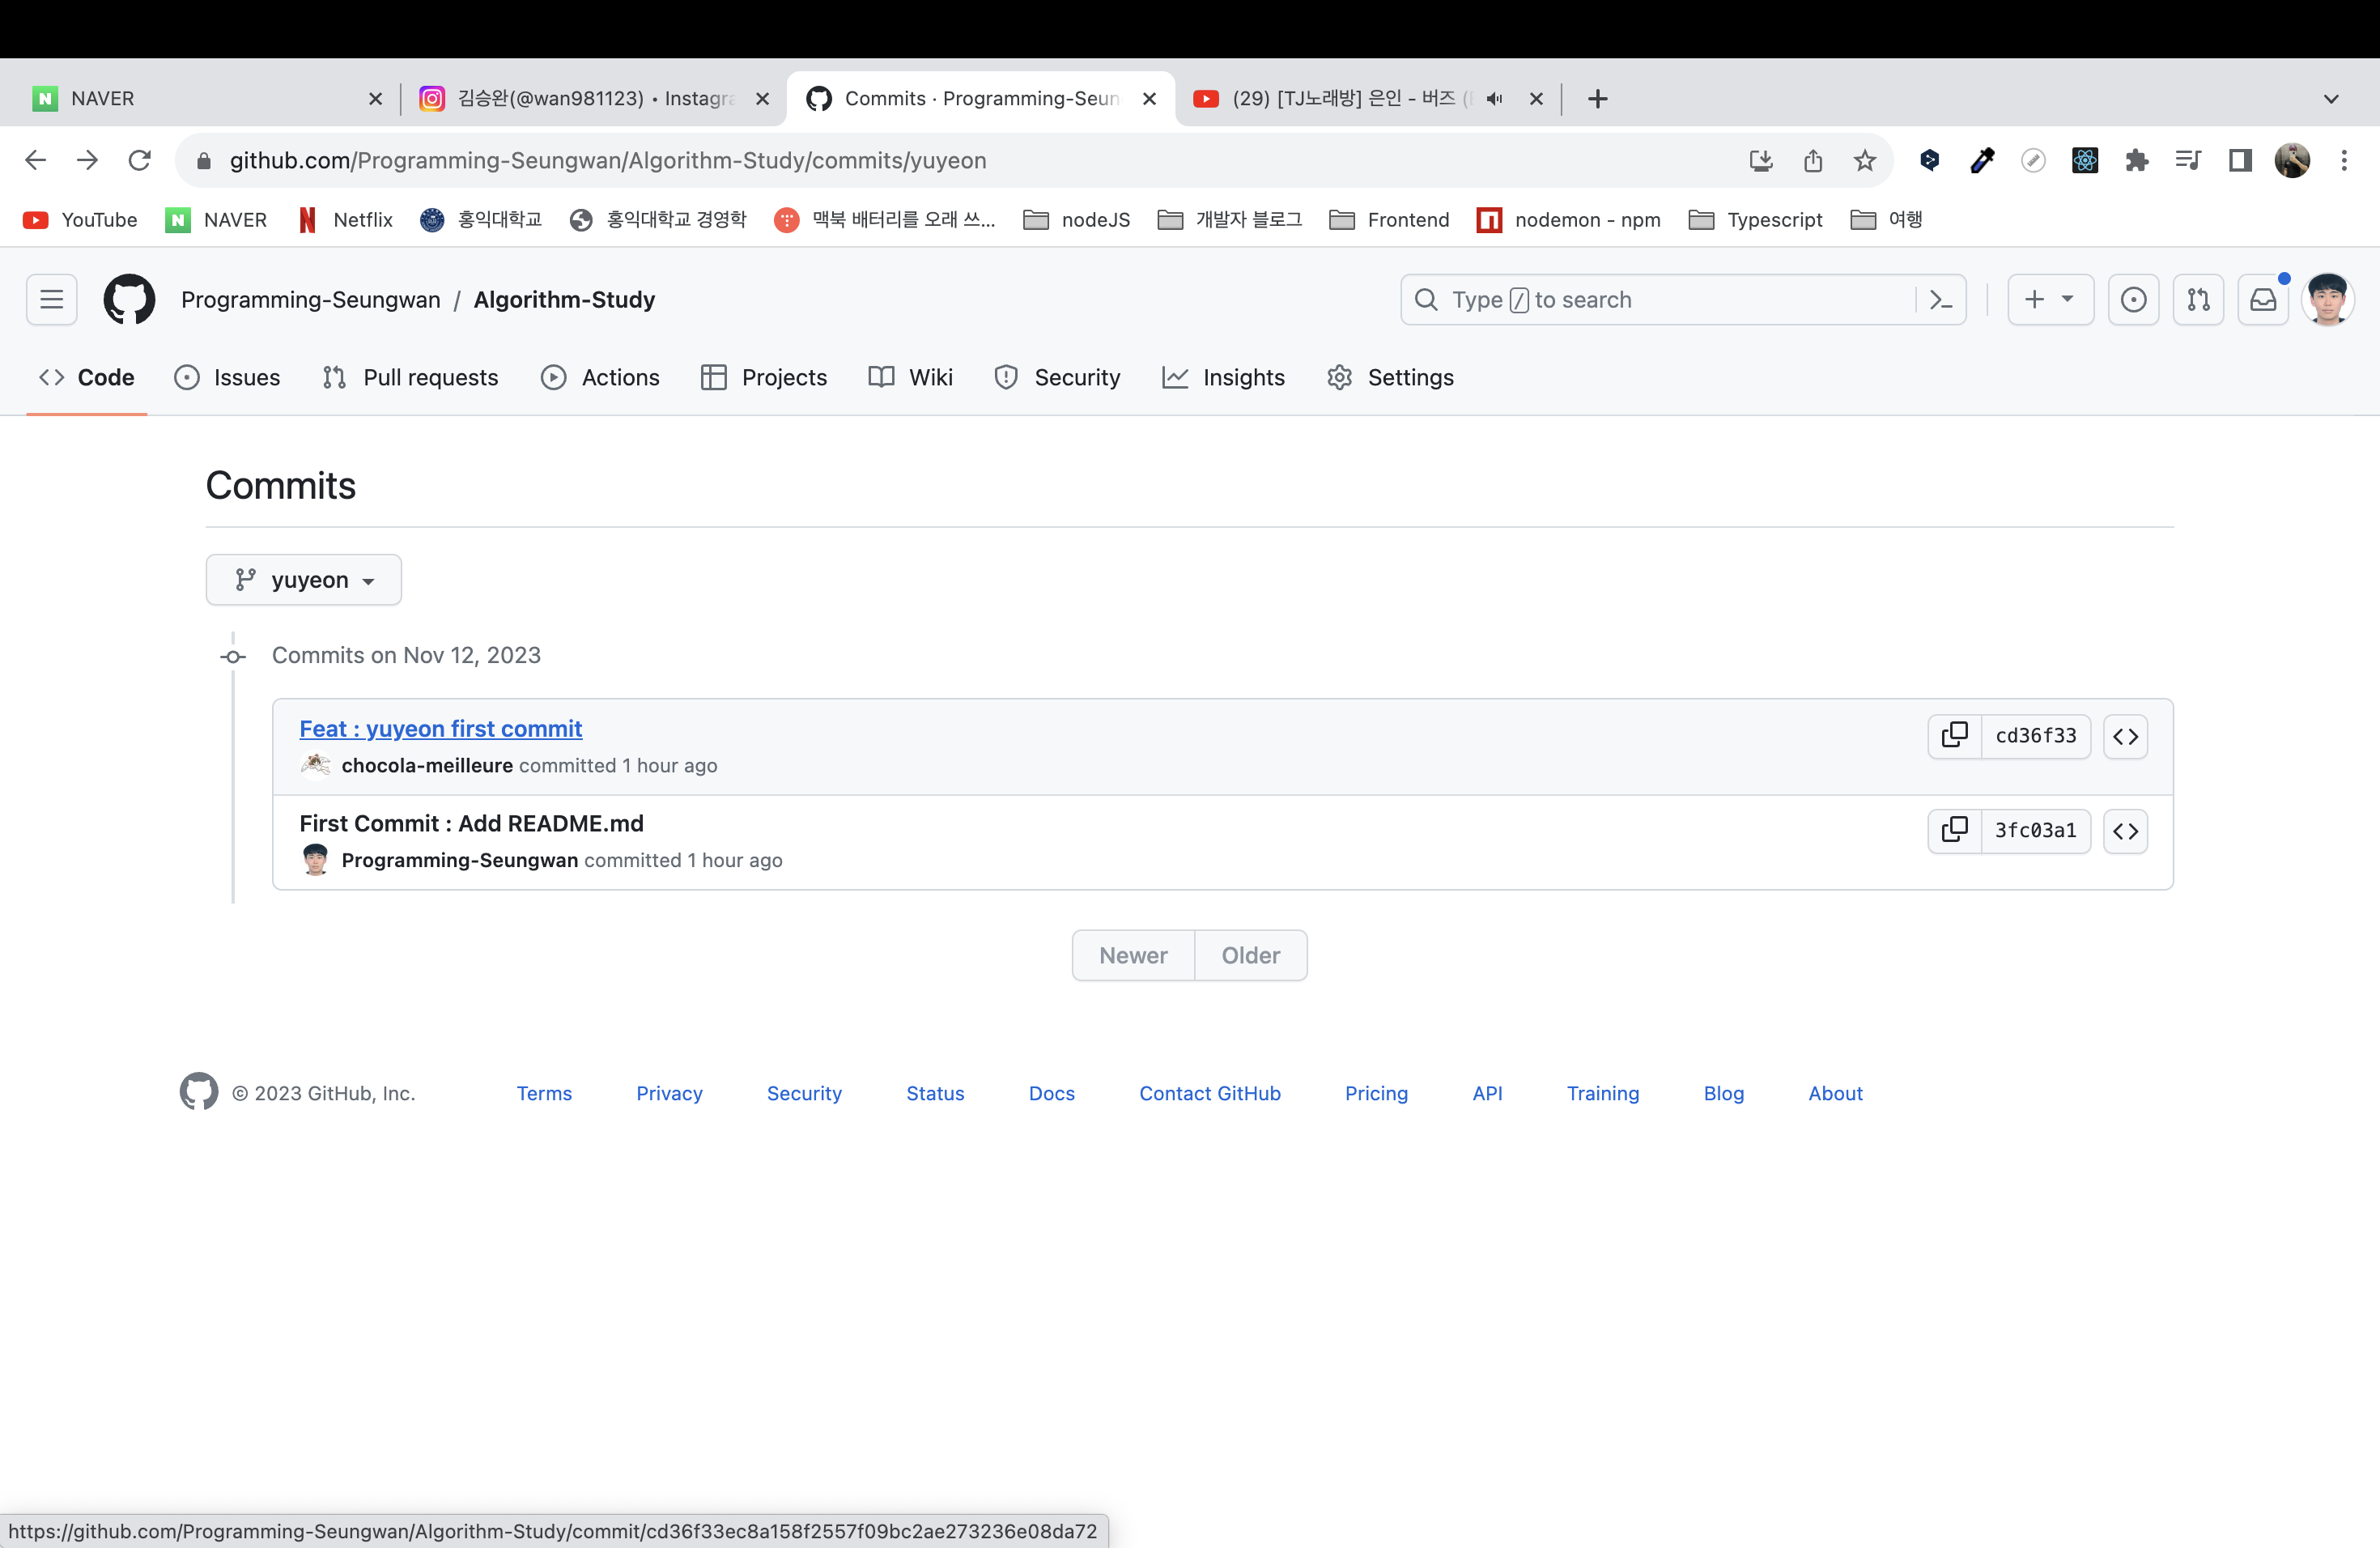 NAVER
김승완(@wan981123) • Instagra
Commits · Programming-Seun
(29) [TJ노래방] 은인 - 버즈 (
github.com/Programming-Seungwan/Algorithm-Study/commits/yuyeon
YouTube
NAVER
Netflix
홍익대학교
홍익대학교 경영학
맥북 배터리를 오래 쓰...
nodeJS
개발자 블로그
Frontend
nodemon - npm
Typescript
여행
Programming-Seungwan / Algorithm-Study
Type / to search
Code
Issues
Pull requests
Actions
Projects
Wiki
Security
Insights
Settings
Commits
yuyeon
Commits on Nov 12, 2023
Feat : yuyeon first commit
cd36f33
chocola-meilleure committed 1 hour ago
First Commit : Add README.md
3fc03a1
Programming-Seungwan committed 1 hour ago
Newer
Older
© 2023 GitHub, Inc.
Terms
Privacy
Security
Status
Docs
Contact GitHub
Pricing
API
Training
Blog
About
https://github.com/Programming-Seungwan/Algorithm-Study/commit/cd36f33ec8a158f2557f09bc2ae273236e08da72